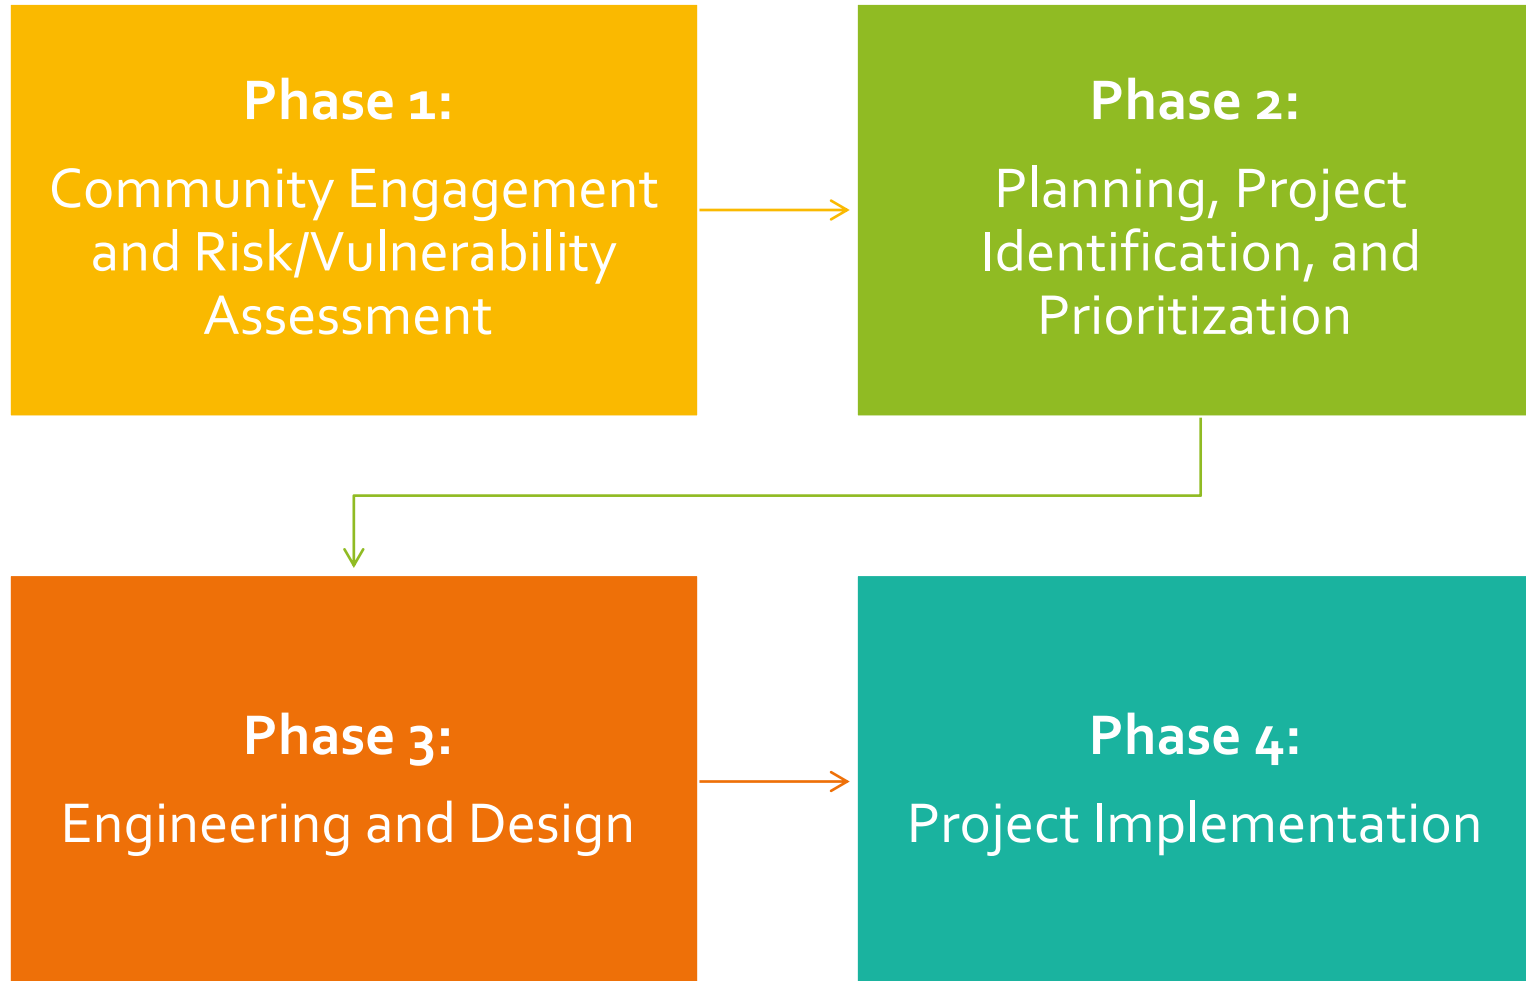 Phase 1:
Community Engagement
and Risk/Vulnerability
Assessment
Phase 2:
Planning, Project
Identification, and
Prioritization
Phase 3:
Engineering and Design
Phase 4:
Project Implementation